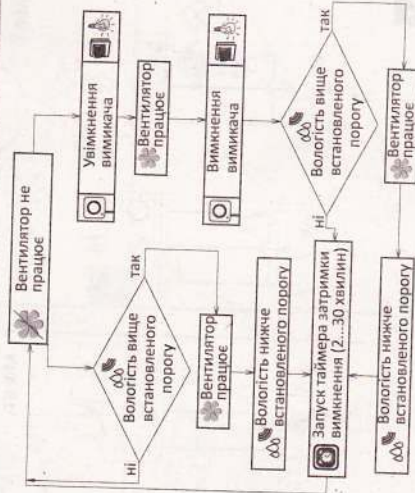 Вентилятор не
працює
Увімкнення
вимикача
Вентилятор
працює
Вимкнення
вимикача
Вологість вище
встановленого
порогу
так
ні
Вентилятор
працює
Вологість нижче
встановленого порогу
Вологість вище
встановленого
порогу
так
ні
Вентилятор
працює
Вологість нижче
встановленого порогу
Запуск таймера затримки
вимкнення (2...30 хвилин)